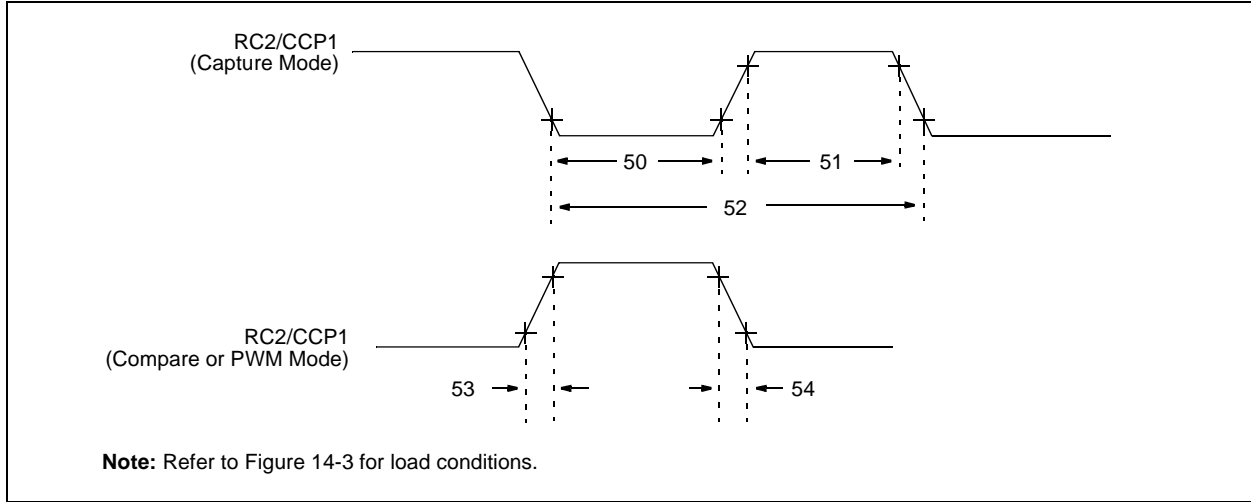 RC2/CCP1
(Capture Mode)
50
51
52
RC2/CCP1
(Compare or PWM Mode)
53
54
Note: Refer to Figure 14-3 for load conditions.